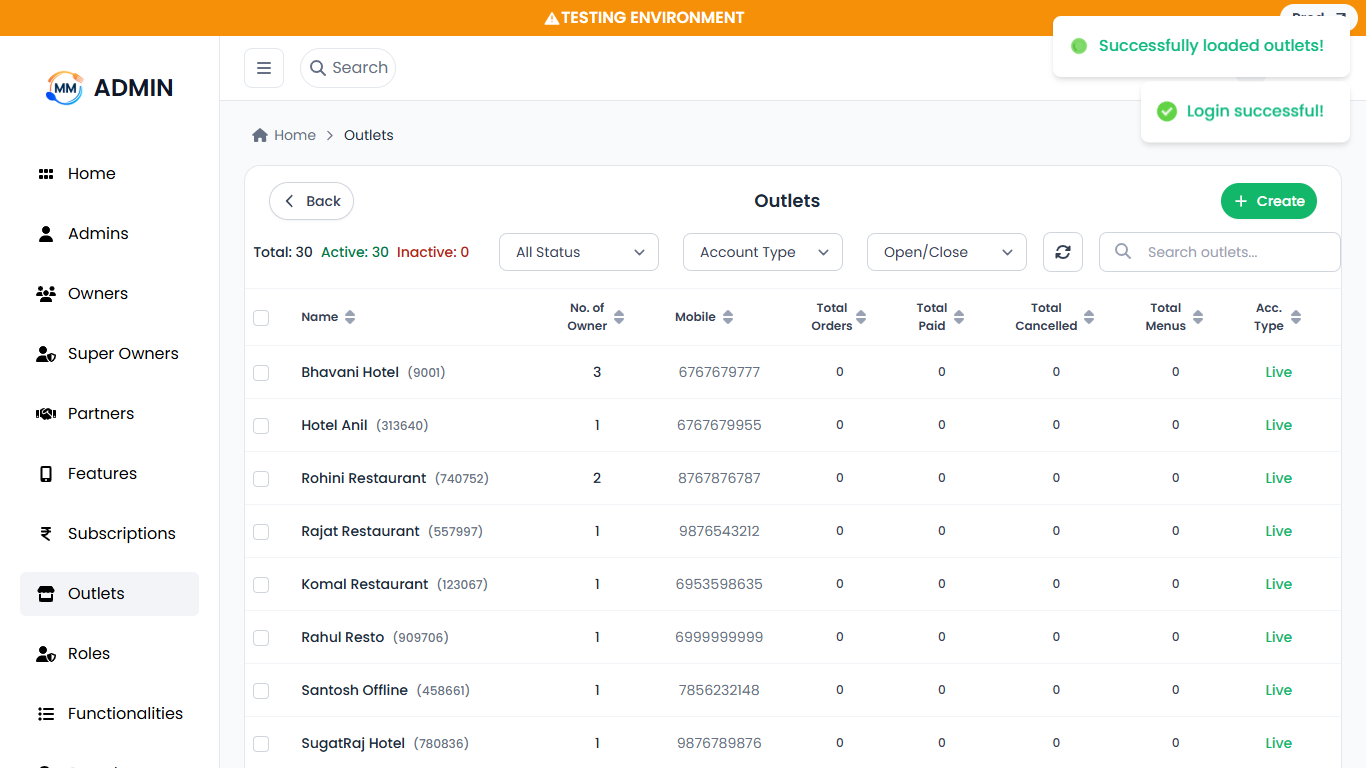 TESTING ENVIRONMENT
Successfully loaded outlets!
Login successful!
MM ADMIN
Search
Home
Admins
Owners
Super Owners
Partners
Features
Subscriptions
Outlets
Roles
Functionalities
Home > Outlets
Back
Outlets
+ Create
Total: 30 Active: 30 Inactive: 0
All Status
Account Type
Open/Close
Search outlets...
Name No. of Owner Mobile Total Orders Total Paid Total Cancelled Total Menus Acc. Type
Bhavani Hotel (9001) 3 6767679777 0 0 0 0 Live
Hotel Anil (313640) 1 6767679955 0 0 0 0 Live
Rohini Restaurant (740752) 2 8767876787 0 0 0 0 Live
Rajat Restaurant (557997) 1 9876543212 0 0 0 0 Live
Komal Restaurant (123067) 1 6953598635 0 0 0 0 Live
Rahul Resto (909706) 1 6999999999 0 0 0 0 Live
Santosh Offline (458661) 1 7856232148 0 0 0 0 Live
SugatRaj Hotel (780836) 1 9876789876 0 0 0 0 Live